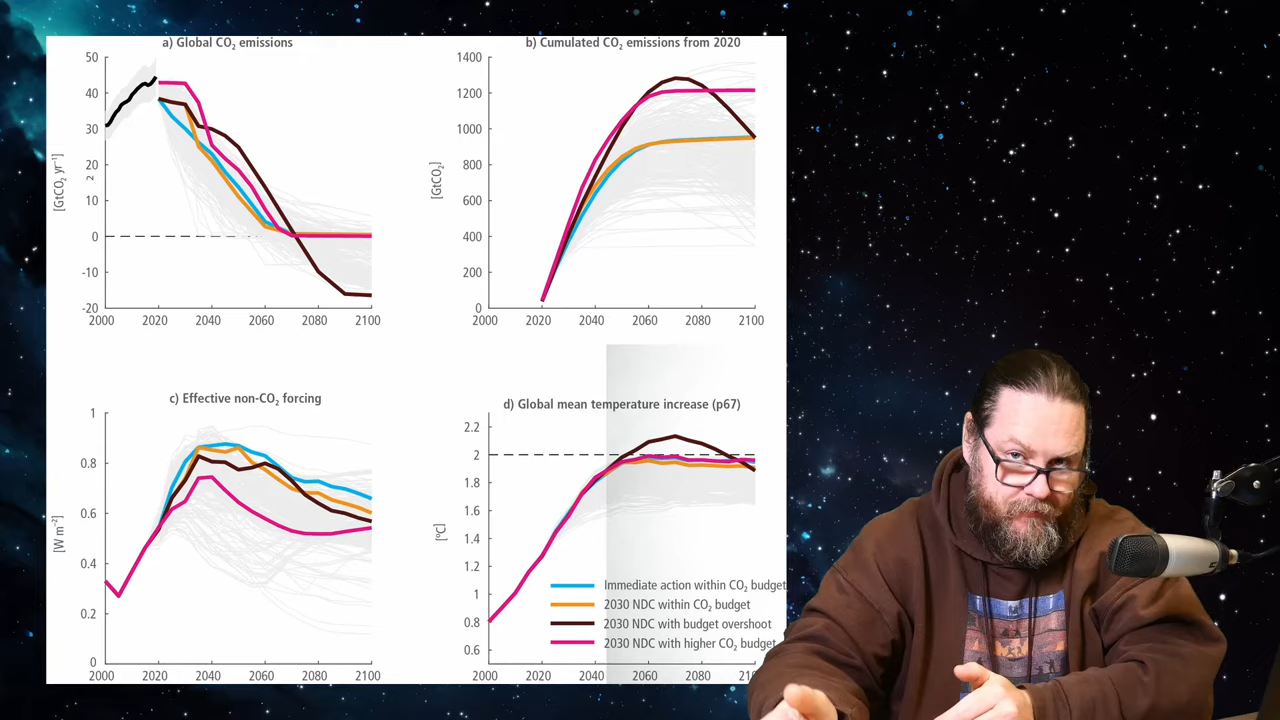 a) Global CO₂ emissions
50
40
30
20
10
0
-10
-20
[GtCO₂ yr⁻¹]
2
2000 2020 2040 2060 2080 2100
b) Cumulated CO₂ emissions from 2020
1400
1200
1000
800
600
400
200
0
[GtCO₂]
2000 2020 2040 2060 2080 2100
c) Effective non-CO₂ forcing
1
0.8
0.6
0.4
0.2
0
[W m⁻²]
2000 2020 2040 2060 2080 2100
d) Global mean temperature increase (p67)
2.2
2
1.8
1.6
1.4
1.2
1
0.8
0.6
[°C]
Immediate action within CO₂ budget
2030 NDC within CO₂ budget
2030 NDC with budget overshoot
2030 NDC with higher CO₂ budget
2000 2020 2040 2060 2080 210